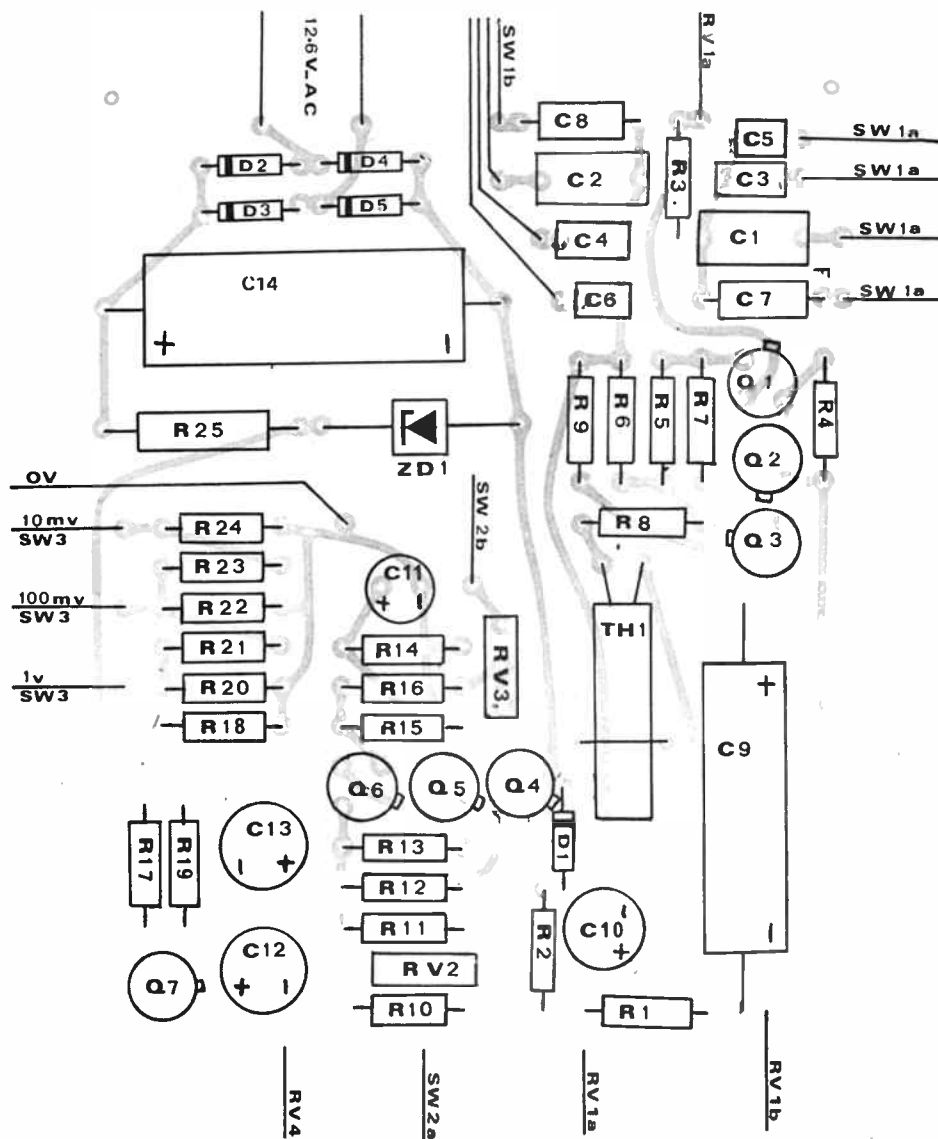 12·6V-AC
SW1b
RV1a
C8
C5
SW1a
D2
D4
C2
R3.
C3
SW1a
D3
D5
C4
C1
SW1a
C14
+
-
C6
C7
F
SW1a
R25
ZD1
R9
R6
R5
R7
Q1
R4
Q2
0V
10mv
SW3
R24
SW2b
R8
Q3
R23
C11
+
-
100mv
SW3
R22
TH1
R21
R14
RV3,
1v
SW3
R20
R16
+
R18
R15
C9
-
Q6
Q5
Q4
R17
R19
C13
-
+
R13
D1
R12
R11
R2
C10
-
+
Q7
C12
+
-
RV2
R10
R1
RV4
SW2a
RV1a
RV1b